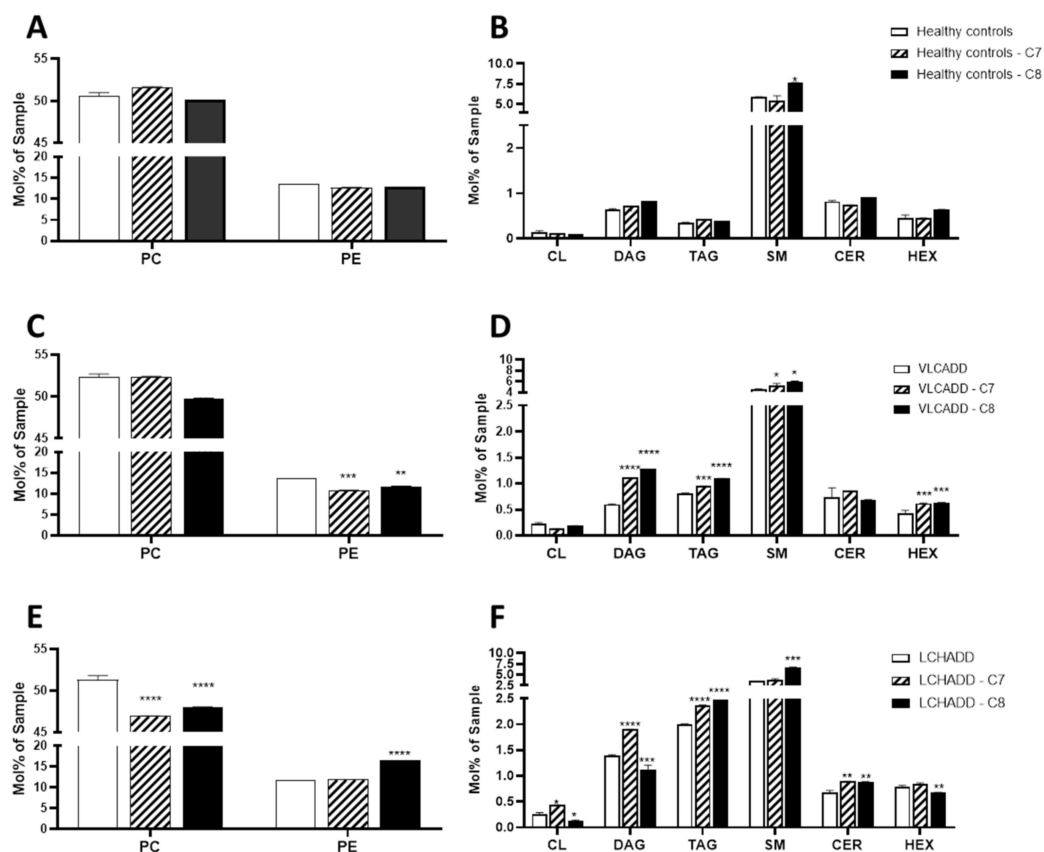 A
Mol% of Sample
55
50
45
20
15
10
5
0
PC
PE
B
Healthy controls
Healthy controls - C7
Healthy controls - C8
Mol% of Sample
10.0
7.5
5.0
2
1
0
*
CL
DAG
TAG
SM
CER
HEX
C
Mol% of Sample
55
50
45
20
15
10
5
0
*** **
PC
PE
D
VLCADD
VLCADD - C7
VLCADD - C8
Mol% of Sample
10
8
6
4
2.5
2.0
1.5
1.0
0.5
0.0
* *
**** ****
*** ****
*** ***
CL
DAG
TAG
SM
CER
HEX
E
Mol% of Sample
55
50
45
20
15
10
5
0
**** ****
****
PC
PE
F
LCHADD
LCHADD - C7
LCHADD - C8
Mol% of Sample
10.0
7.5
5.0
2.5
2.0
1.5
1.0
0.5
0.0
* *
**** ***
**** ****
***
** **
**
CL
DAG
TAG
SM
CER
HEX